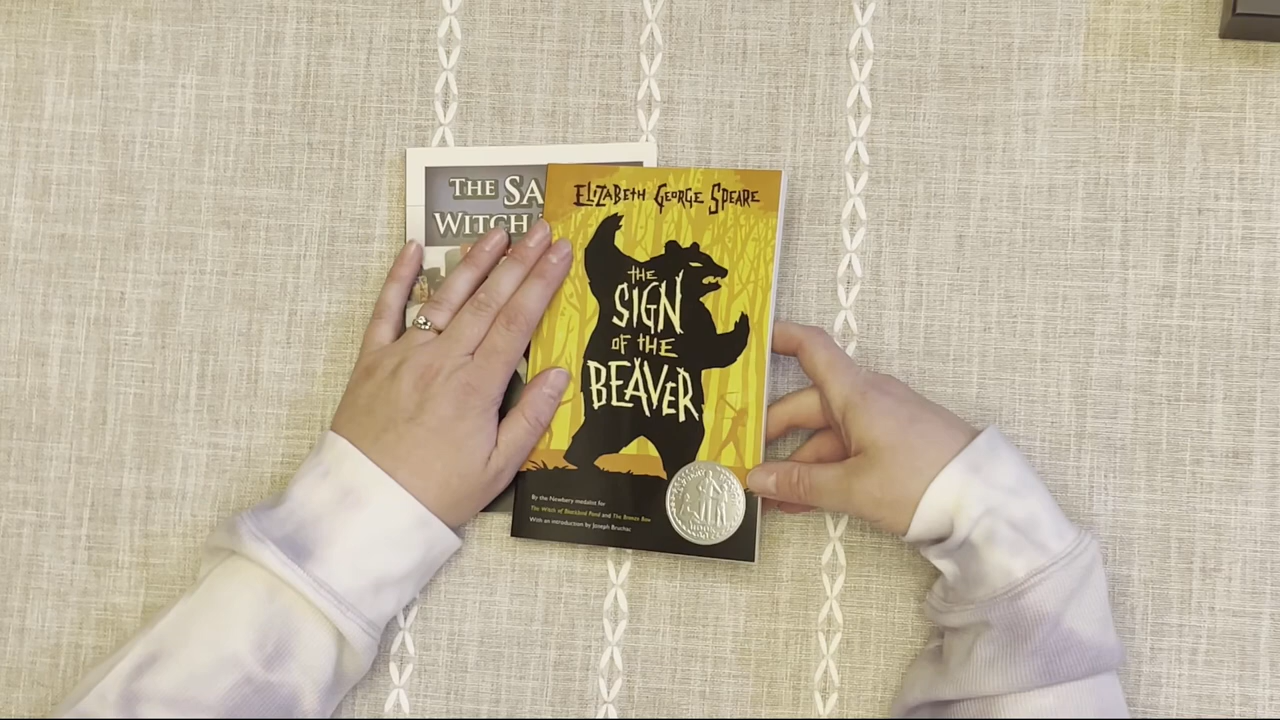 THE SA
WITCH
ELIZABETH GEORGE SPEARE
THE
SIGN
OF THE
BEAVER
By the Newbery medalist for
The Witch of Blackbird Pond and The Bronze Bow
With an introduction by Joseph Bruchac